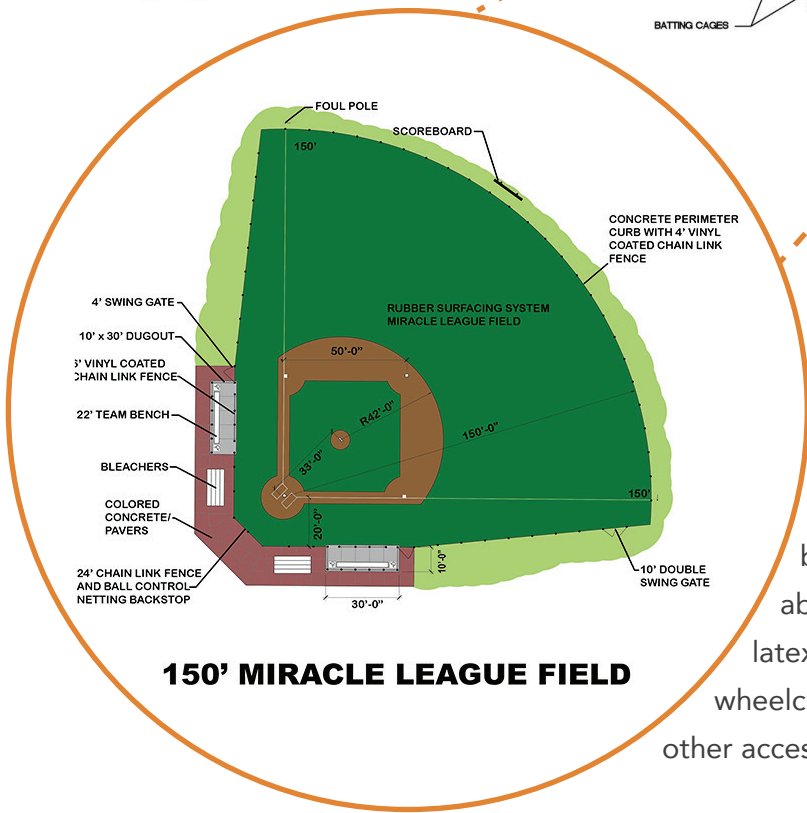 BATTING CAGES
FOUL POLE
SCOREBOARD
150'
CONCRETE PERIMETER
CURB WITH 4' VINYL
COATED CHAIN LINK
FENCE
4' SWING GATE
RUBBER SURFACING SYSTEM
MIRACLE LEAGUE FIELD
10' x 30' DUGOUT
50'-0"
VINYL COATED
CHAIN LINK FENCE
22' TEAM BENCH
R42'-0"
150'-0"
33'-0"
BLEACHERS
150'
COLORED
CONCRETE/
PAVERS
20'-0"
10'-0"
24' CHAIN LINK FENCE
AND BALL CONTROL
NETTING BACKSTOP
10' DOUBLE
SWING GATE
30'-0"
150' MIRACLE LEAGUE FIELD
b
ab
latex
wheelc
other acces